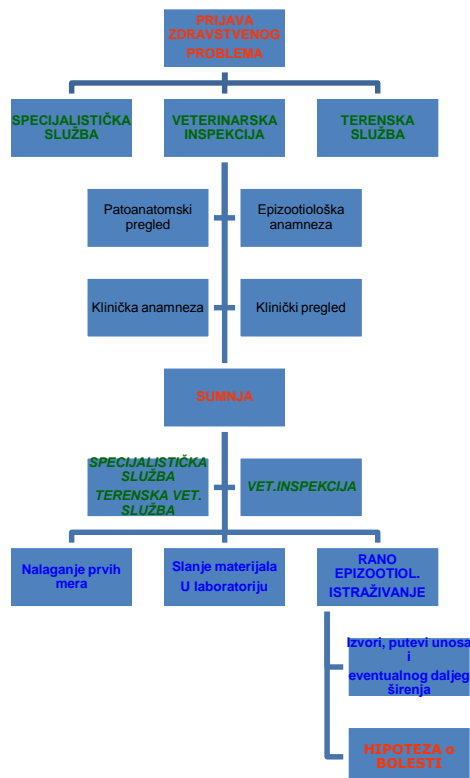 PRIJAVA
ZDRAVSTVENOG
PROBLEMA
SPECIJALISTIČKA
SLUŽBA
VETERINARSKA
INSPEKCIJA
TERENSKA
SLUŽBA
Patoanatomski
pregled
Epizootiološka
anamneza
Klinička anamneza
Klinički pregled
SUMNJA
SPECIJALISTIČKA
SLUŽBA
TERENSKA VET.
SLUŽBA
VET.INSPEKCIJA
Nalaganje prvih
mera
Slanje materijala
U laboratoriju
RANO
EPIZOOTIOL.
ISTRAŽIVANJE
Izvori, putevi unosa
i
eventualnog daljeg
širenja
HIPOTEZA o
BOLESTI